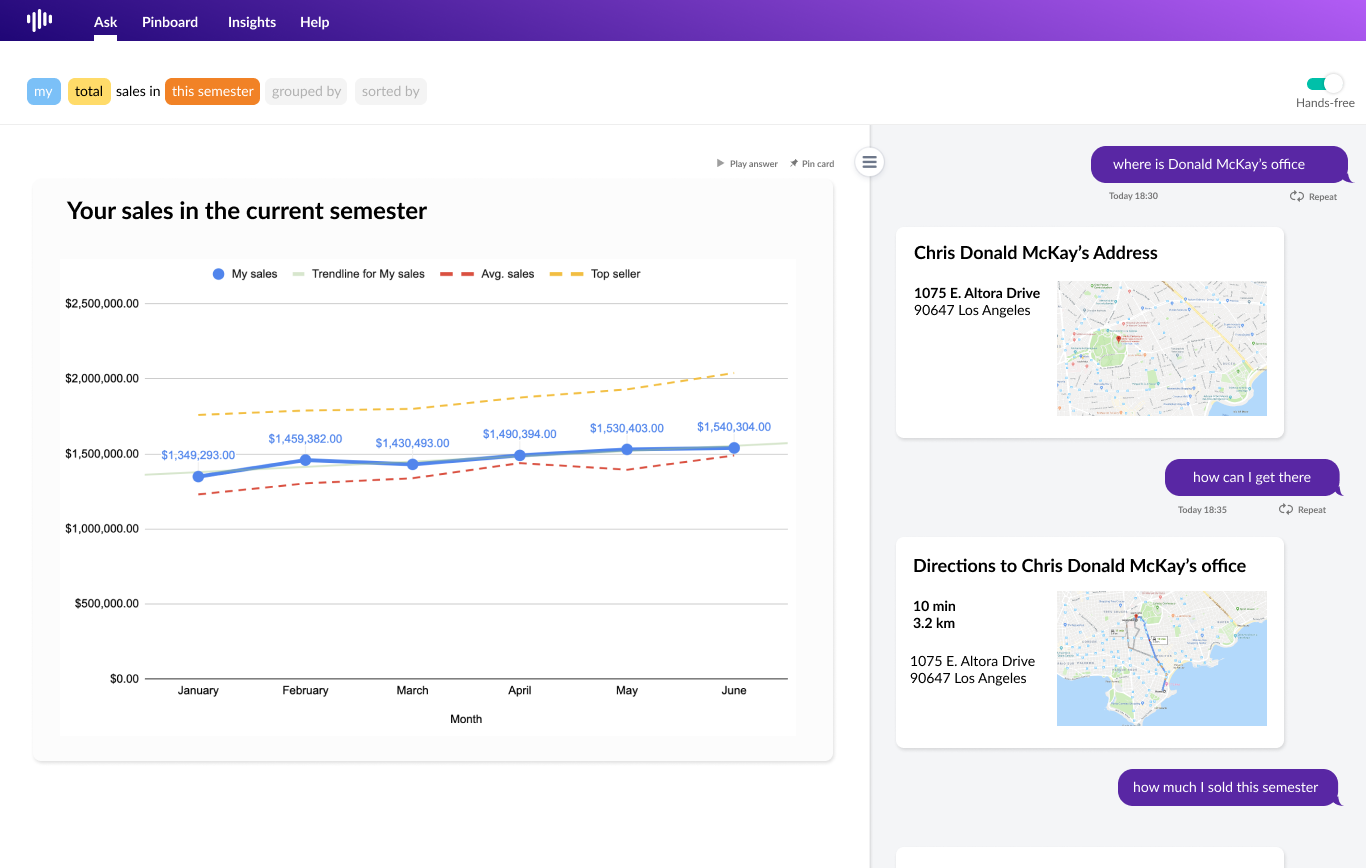 Ask Pinboard Insights Help
my total sales in this semester grouped by sorted by
Hands-free
Play answer Pin card
Your sales in the current semester
My sales Trendline for My sales Avg. sales Top seller
$2,500,000.00
$2,000,000.00
$1,500,000.00
$1,000,000.00
$500,000.00
$0.00
$1,349,293.00
$1,459,382.00
$1,430,493.00
$1,490,394.00
$1,530,403.00
$1,540,304.00
January February March April May June
Month
where is Donald McKay's office
Today 18:30 Repeat
Chris Donald McKay’s Address
1075 E. Altora Drive
90647 Los Angeles
how can I get there
Today 18:35 Repeat
Directions to Chris Donald McKay’s office
10 min
3.2 km
1075 E. Altora Drive
90647 Los Angeles
how much I sold this semester